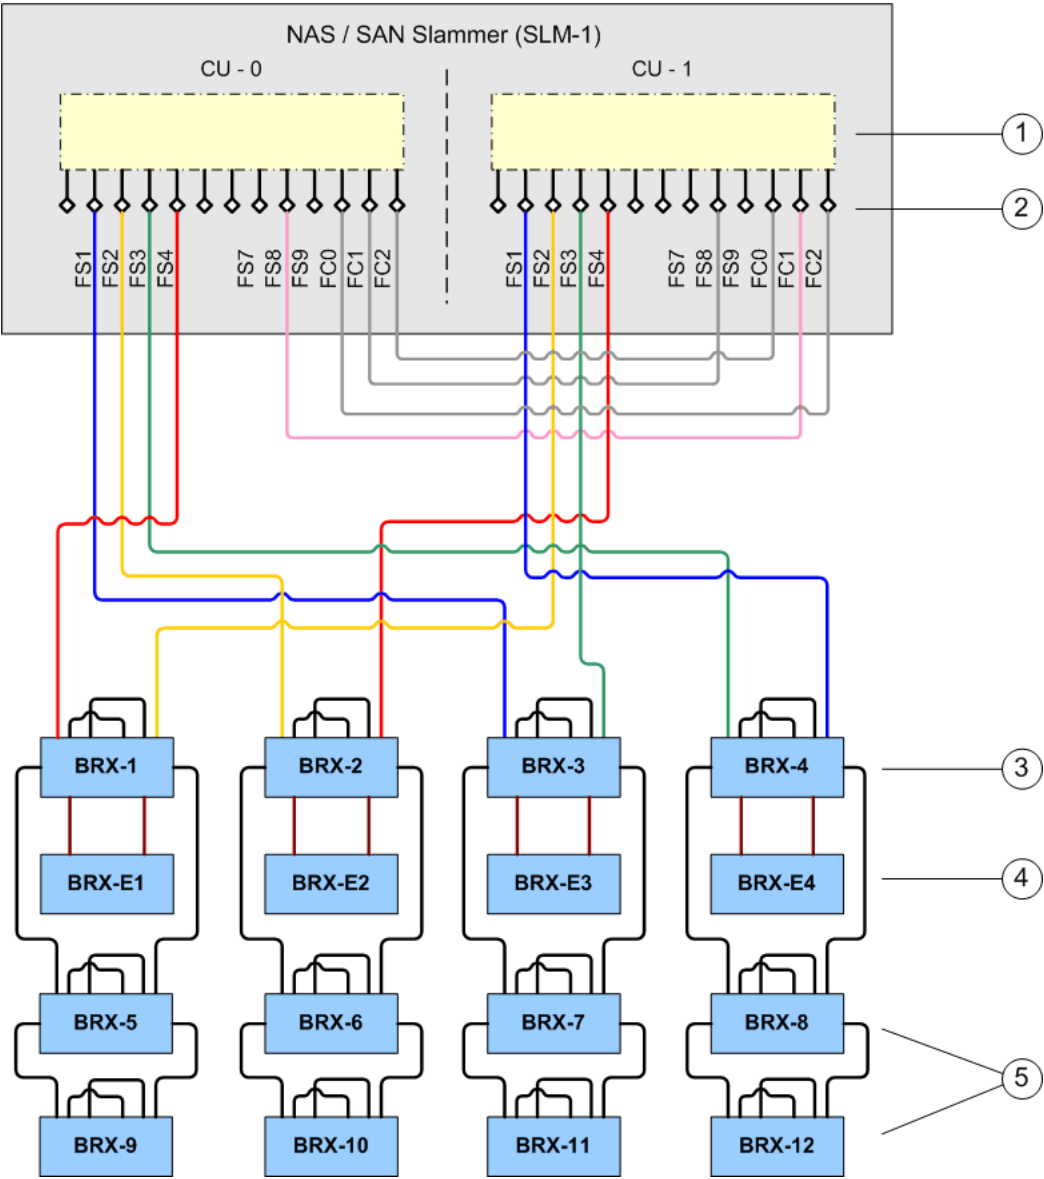 NAS / SAN Slammer (SLM-1)
CU - 0
CU - 1
1
2
FS1
FS2
FS3
FS4
FS7
FS8
FS9
FC0
FC1
FC2
FS1
FS2
FS3
FS4
FS7
FS8
FS9
FC0
FC1
FC2
BRX-1
BRX-2
BRX-3
BRX-4
3
BRX-E1
BRX-E2
BRX-E3
BRX-E4
4
BRX-5
BRX-6
BRX-7
BRX-8
5
BRX-9
BRX-10
BRX-11
BRX-12